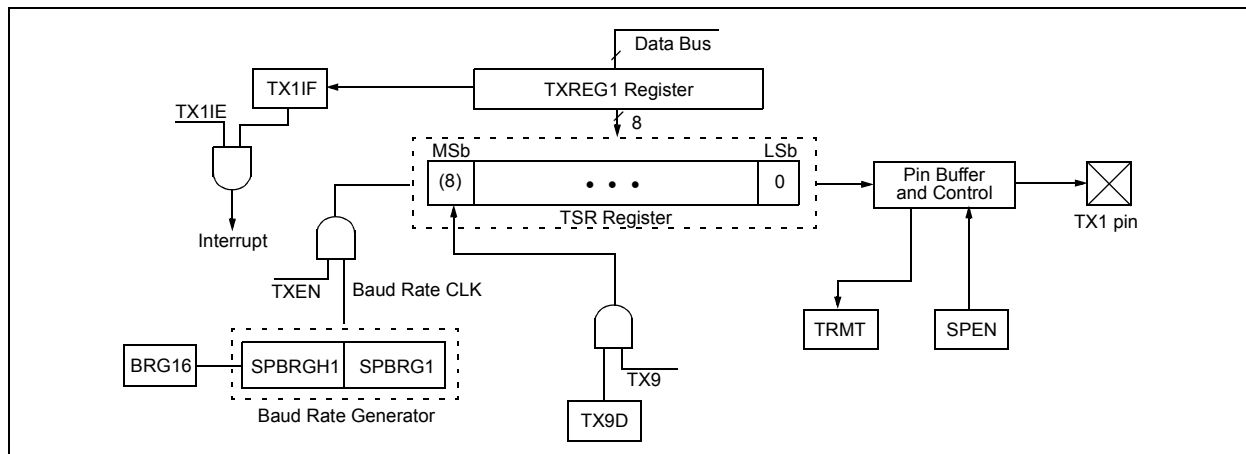 Data Bus
TXREG1 Register
TX1IF
TX1IE
8
MSb
LSb
(8)
• • •
0
TSR Register
Pin Buffer
and Control
TX1 pin
Interrupt
TXEN
Baud Rate CLK
TRMT
SPEN
BRG16
SPBRGH1
SPBRG1
TX9
Baud Rate Generator
TX9D